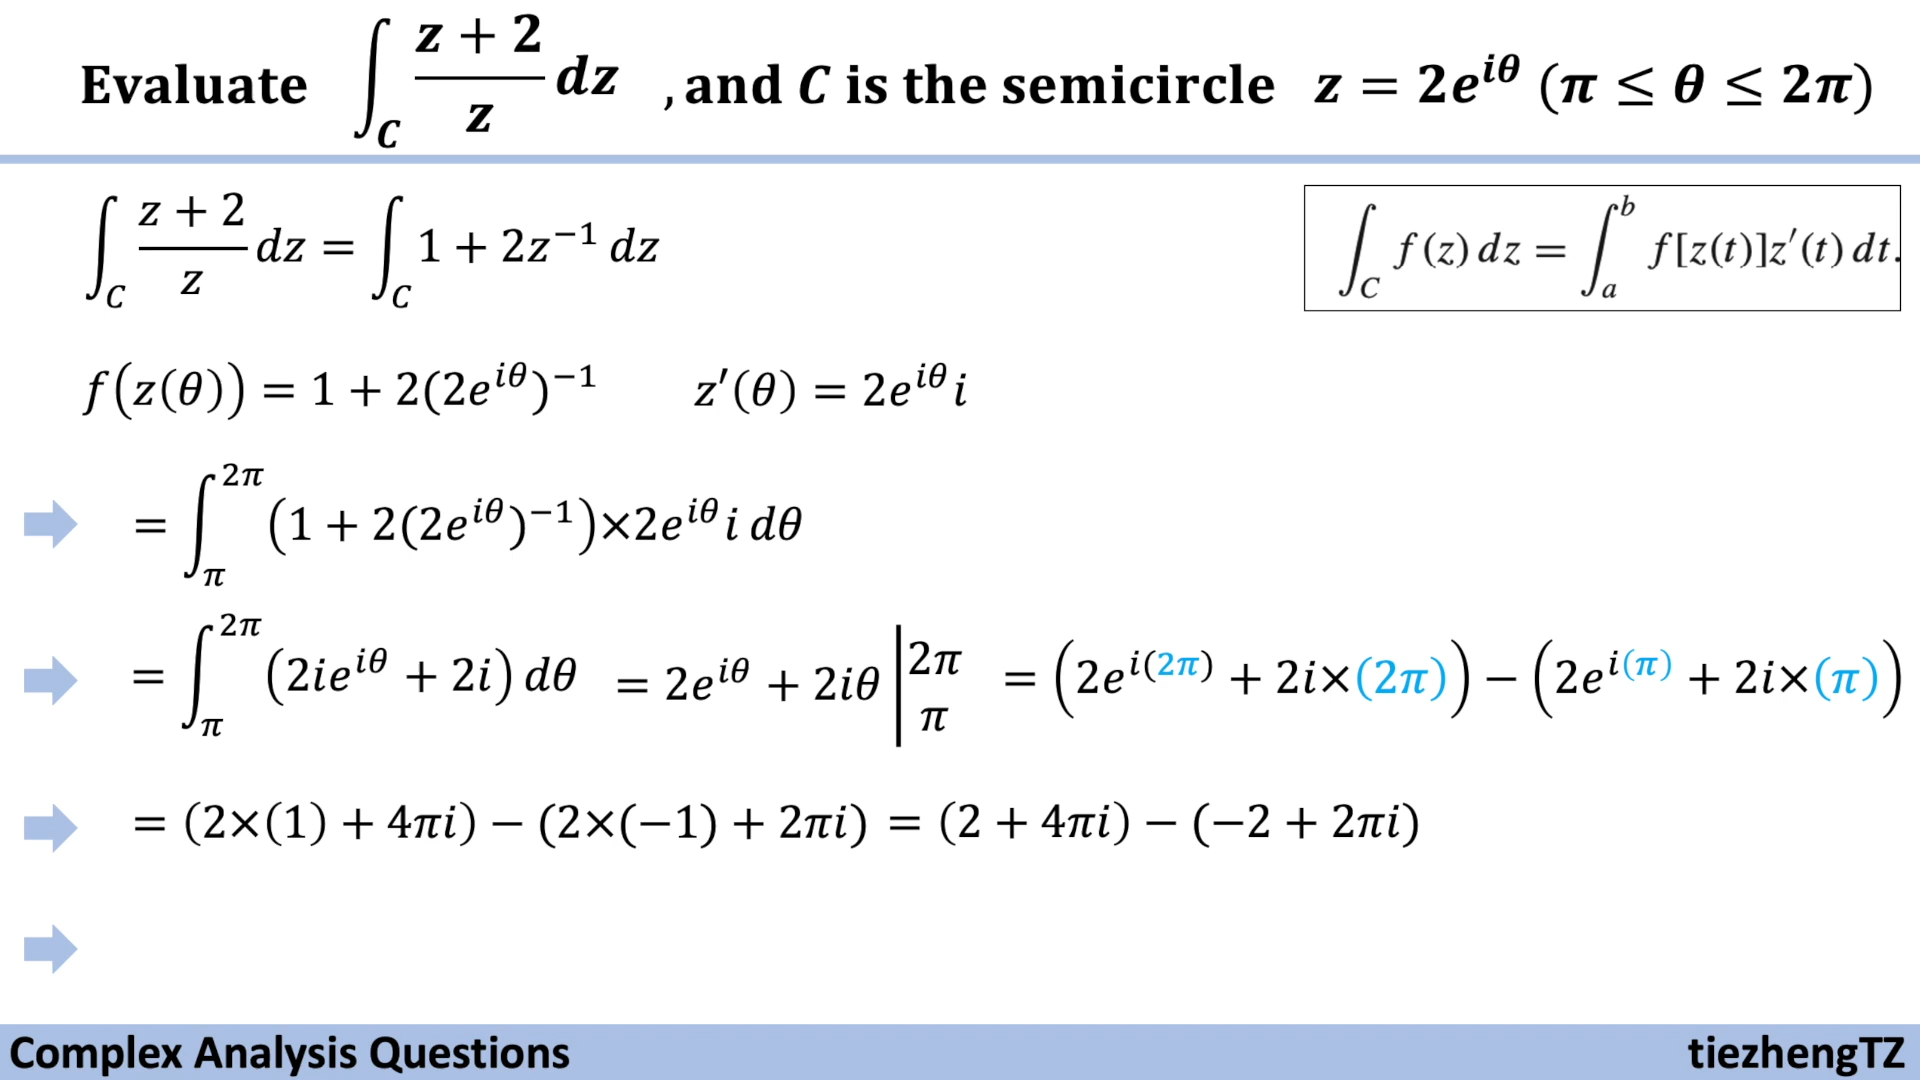 Evaluate ∫_C (z + 2)/z dz , and C is the semicircle z = 2e^{iθ} (π ≤ θ ≤ 2π)
∫_C (z + 2)/z dz = ∫_C 1 + 2z^{−1} dz
∫_C f(z) dz = ∫_a^b f[z(t)]z′(t) dt.
f(z(θ)) = 1 + 2(2e^{iθ})^{−1} z′(θ) = 2e^{iθ} i
= ∫_π^{2π} (1 + 2(2e^{iθ})^{−1})×2e^{iθ} i dθ
= ∫_π^{2π} (2ie^{iθ} + 2i) dθ = 2e^{iθ} + 2iθ |_π^{2π} = (2e^{i(2π)} + 2i×(2π)) − (2e^{i(π)} + 2i×(π))
= (2×(1) + 4πi) − (2×(−1) + 2πi) = (2 + 4πi) − (−2 + 2πi)
Complex Analysis Questions
tiezhengTZ